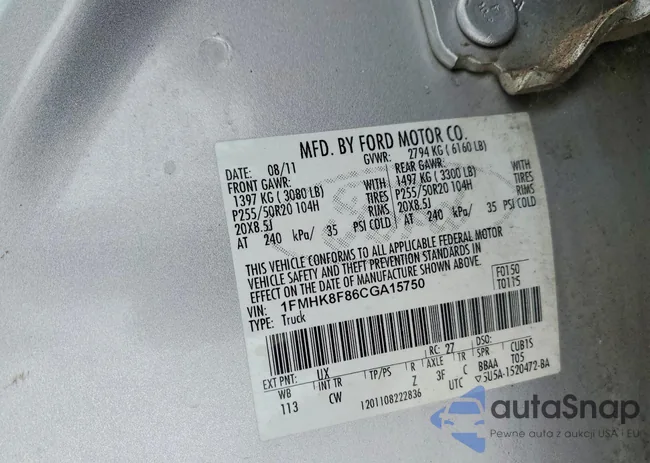 MFD. BY FORD MOTOR CO.
DATE: 08/11 GVWR: 2794 KG ( 6160 LB)
FRONT GAWR: REAR GAWR:
1397 KG ( 3080 LB) WITH 1497 KG ( 3300 LB) WITH
P255/50R20 104H TIRES P255/50R20 104H TIRES
20X8.5J RIMS 20X8.5J RIMS
AT 240 kPa/ 35 PSI COLD AT 240 kPa/ 35 PSI COLD
THIS VEHICLE CONFORMS TO ALL APPLICABLE FEDERAL MOTOR
VEHICLE SAFETY AND THEFT PREVENTION STANDARDS IN
EFFECT ON THE DATE OF MANUFACTURE SHOWN ABOVE.
VIN: 1FMHK8F86CGA15750 F0150
TYPE: Truck T0115
EXT PNT: UX RC: 27 DSO:
WB INT TR TP/PS R AXLE TR SPR CUB1S
113 CW Z 3F C BBAA T05
1201108222836 UTC 5U5A-1520472-BA
autaSnap
Pewne auta z aukcji USA i EU